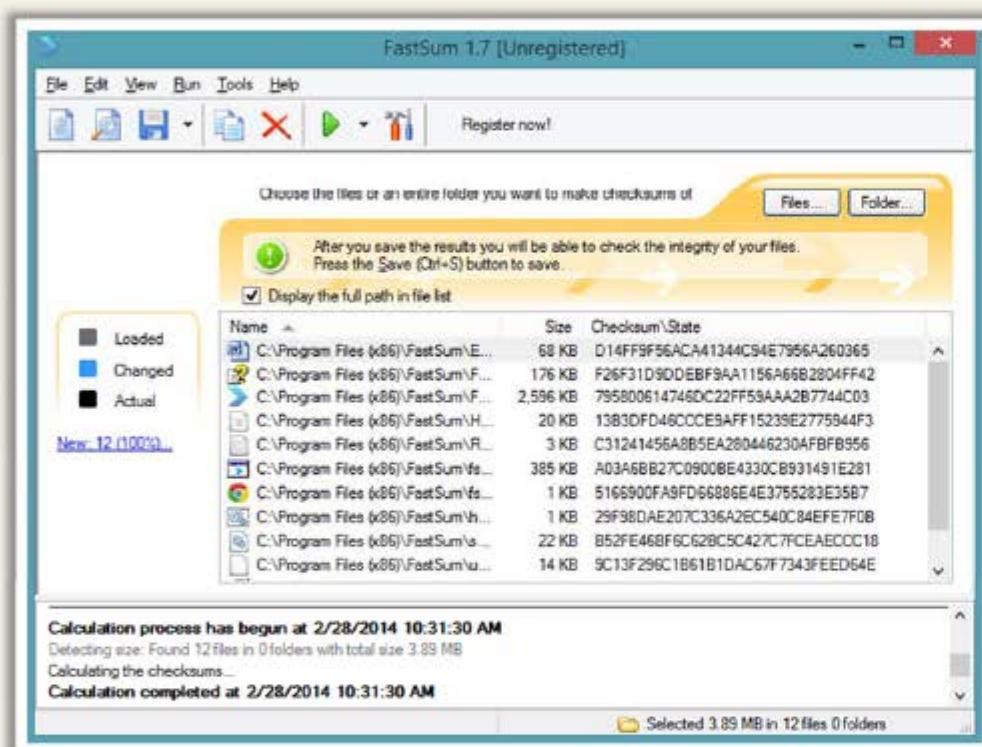 FastSum 1.7 [Unregistered]
File Edit View Run Tools Help
Register now!
Choose the files or an entire folder you want to make checksums of
Files... Folder...
After you save the results you will be able to check the integrity of your files.
Press the Save (Ctrl+S) button to save.
Display the full path in file list
Loaded
Changed
Actual
New: 12 (100%)...
Name Size Checksum\State
C:\Program Files (x86)\FastSum\E... 68 KB D14FF9F56ACA41344C94E7956A260365
C:\Program Files (x86)\FastSum\F... 176 KB F26F31D9DDEBF9AA1156A66B2804FF42
C:\Program Files (x86)\FastSum\F... 2,596 KB 795800614746DC22FF59AAA2B7744C03
C:\Program Files (x86)\FastSum\H... 20 KB 13B3DFD46CCCE9AFF15239E2775944F3
C:\Program Files (x86)\FastSum\R... 3 KB C31241456A8B5EA280446230AFBFB956
C:\Program Files (x86)\FastSum\fs... 385 KB A03A6BB27C0900BE4330CB931491E281
C:\Program Files (x86)\FastSum\fs... 1 KB 5166900FA9FD66886E4E3755283E35B7
C:\Program Files (x86)\FastSum\h... 1 KB 29F98DAE207C336A2EC540C84EFE7F0B
C:\Program Files (x86)\FastSum\s... 22 KB B52FE46BF6C62BC5C427C7FCEAECCC18
C:\Program Files (x86)\FastSum\u... 14 KB 9C13F296C1B61B1DAC67F7343FEED64E
Calculation process has begun at 2/28/2014 10:31:30 AM
Detecting size: Found 12 files in 0 folders with total size 3.89 MB
Calculating the checksums...
Calculation completed at 2/28/2014 10:31:30 AM
Selected 3.89 MB in 12 files 0 folders